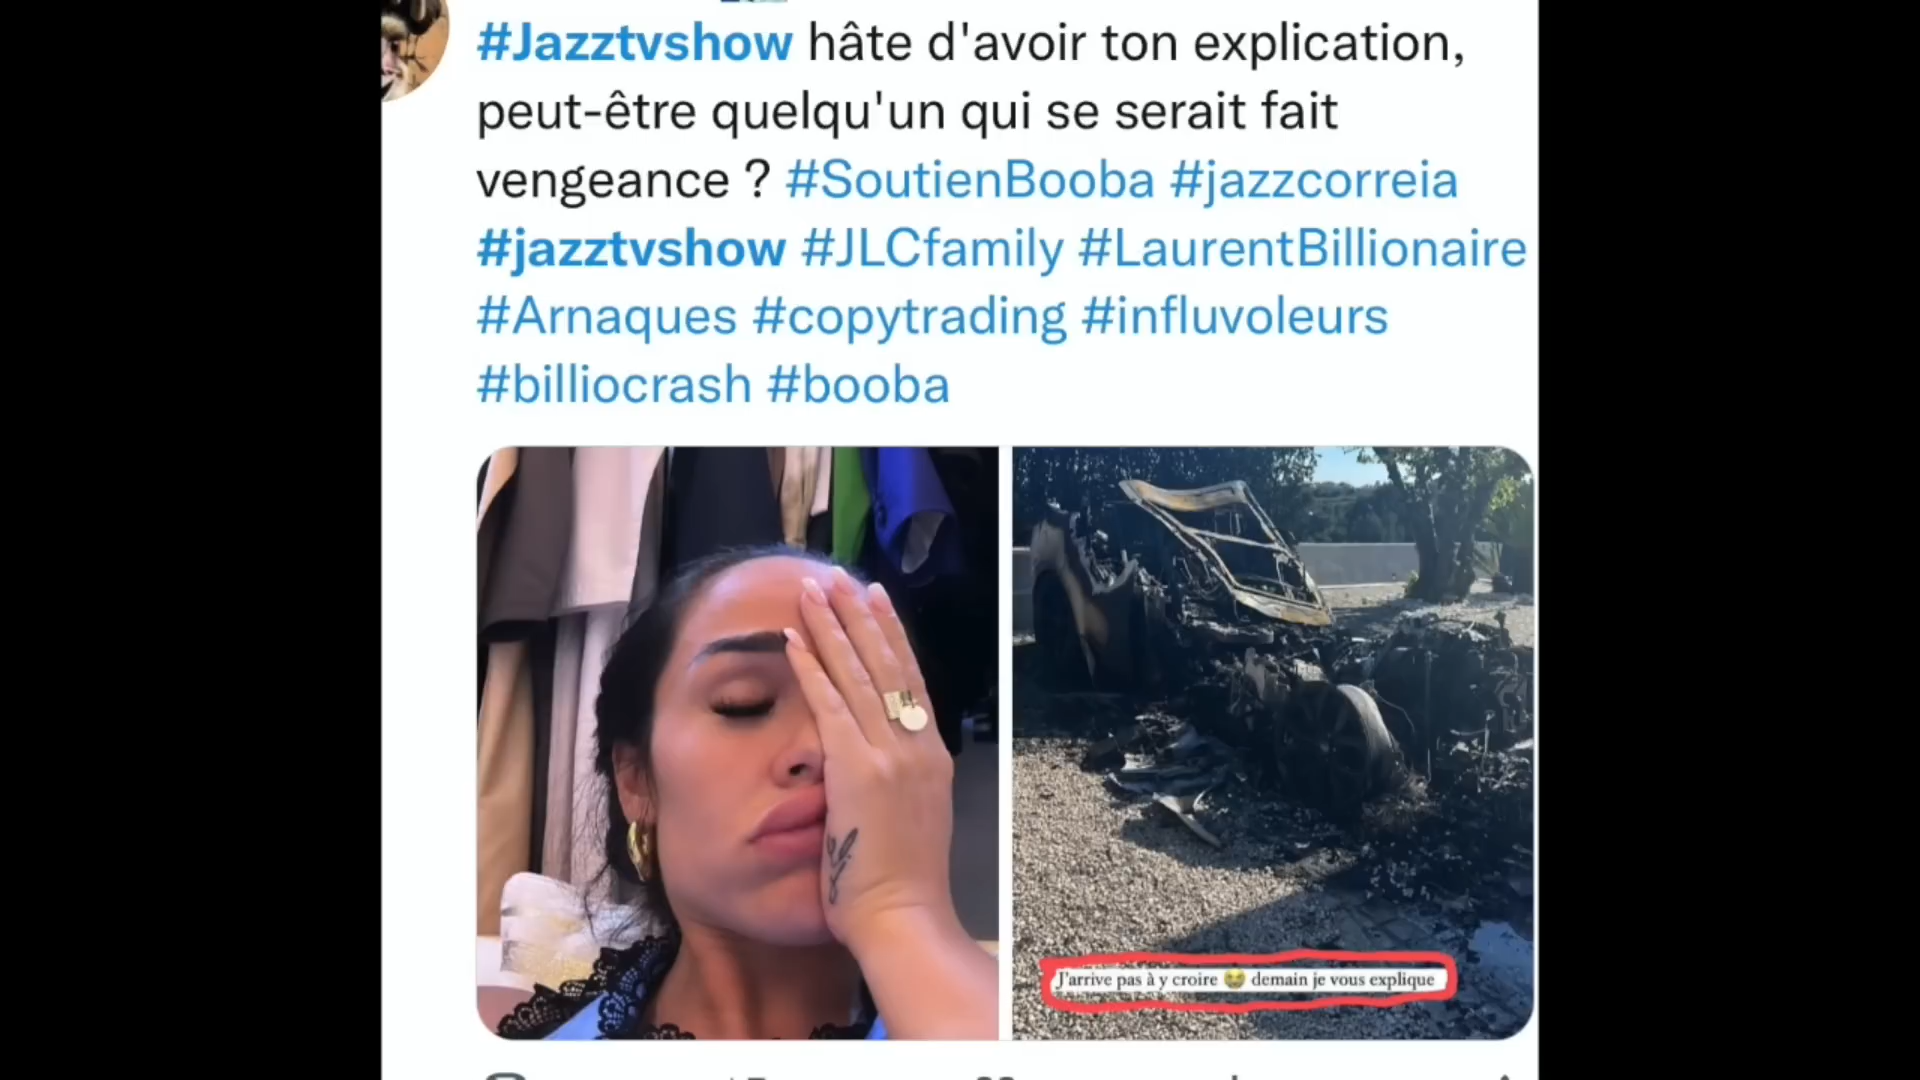 #Jazztvshow hâte d'avoir ton explication,
peut-être quelqu'un qui se serait fait
vengeance ? #SoutienBooba #jazzcorreia
#jazztvshow #JLCfamily #LaurentBillionaire
#Arnaques #copytrading #influvoleurs
#billiocrash #booba
J'arrive pas à y croire 😭 demain je vous explique